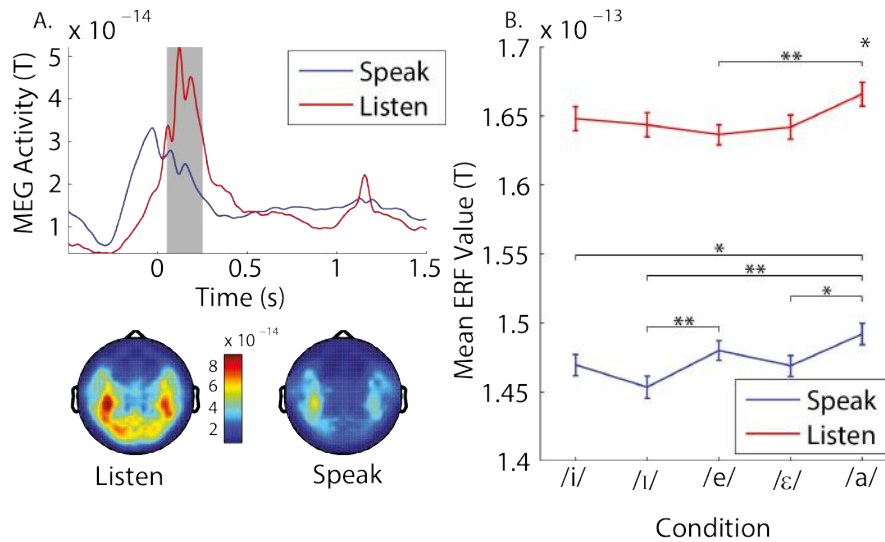 A.
x 10⁻¹⁴
MEG Activity (T)
5
4
3
2
1
0
0.5
1
1.5
Time (s)
Speak
Listen
x 10⁻¹⁴
8
6
4
2
Listen
Speak
B.
x 10⁻¹³
Mean ERF Value (T)
1.7
1.65
1.6
1.55
1.5
1.45
1.4
**
*
*
**
*
**
Speak
Listen
/i/
/ɪ/
/e/
/ɛ/
/a/
Condition